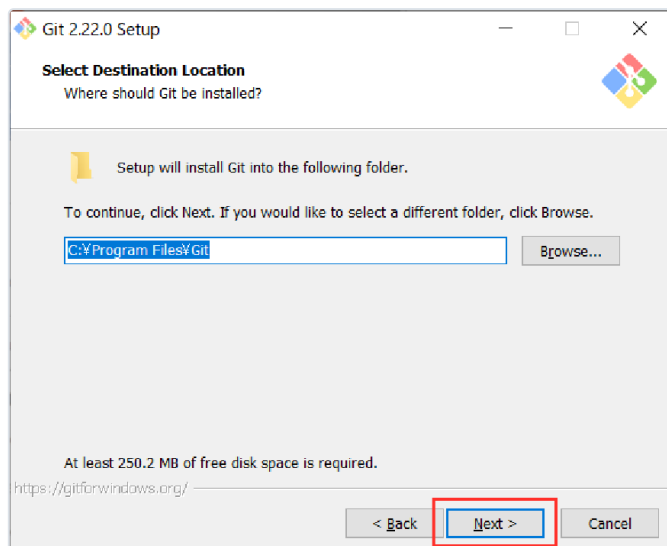 Git 2.22.0 Setup
Select Destination Location
Where should Git be installed?
Setup will install Git into the following folder.
To continue, click Next. If you would like to select a different folder, click Browse.
C:¥Program Files¥Git
Browse...
At least 250.2 MB of free disk space is required.
https://gitforwindows.org/
< Back
Next >
Cancel